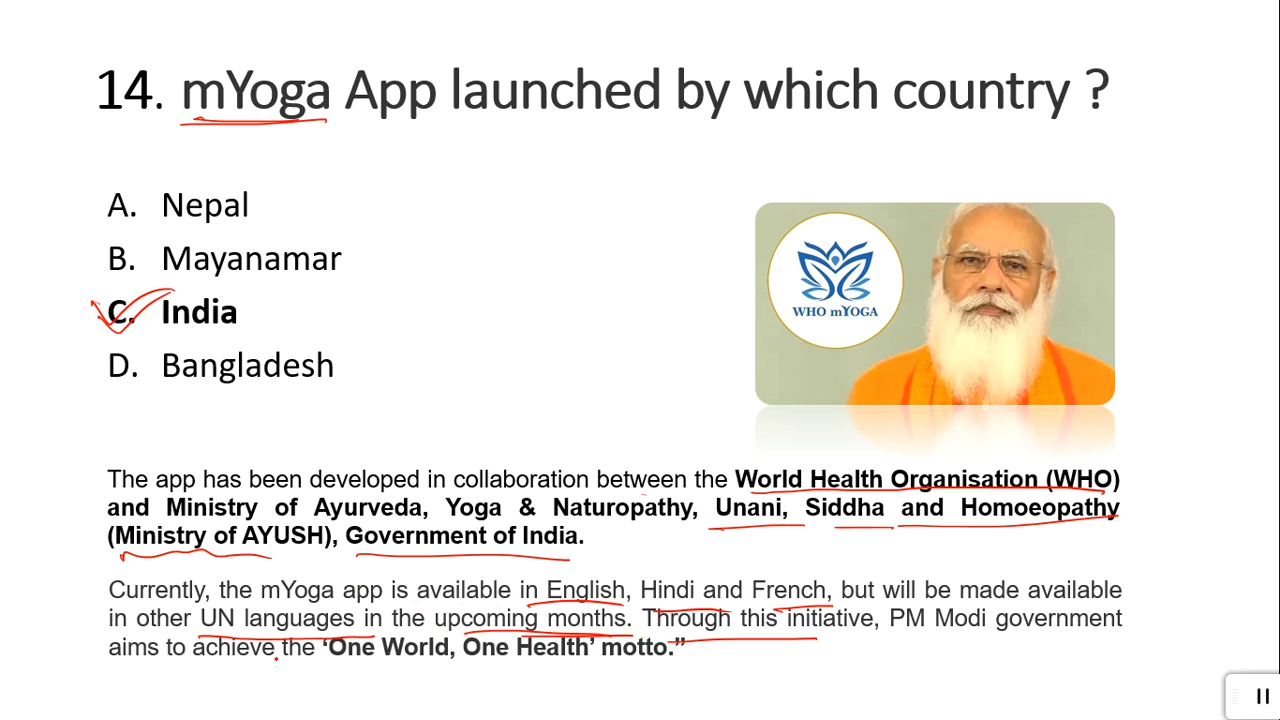 14. mYoga App launched by which country ?
A. Nepal
B. Mayanamar
C. India
D. Bangladesh
WHO mYOGA
The app has been developed in collaboration between the World Health Organisation (WHO)
and Ministry of Ayurveda, Yoga & Naturopathy, Unani, Siddha and Homoeopathy
(Ministry of AYUSH), Government of India.
Currently, the mYoga app is available in English, Hindi and French, but will be made available
in other UN languages in the upcoming months. Through this initiative, PM Modi government
aims to achieve the ‘One World, One Health’ motto.”